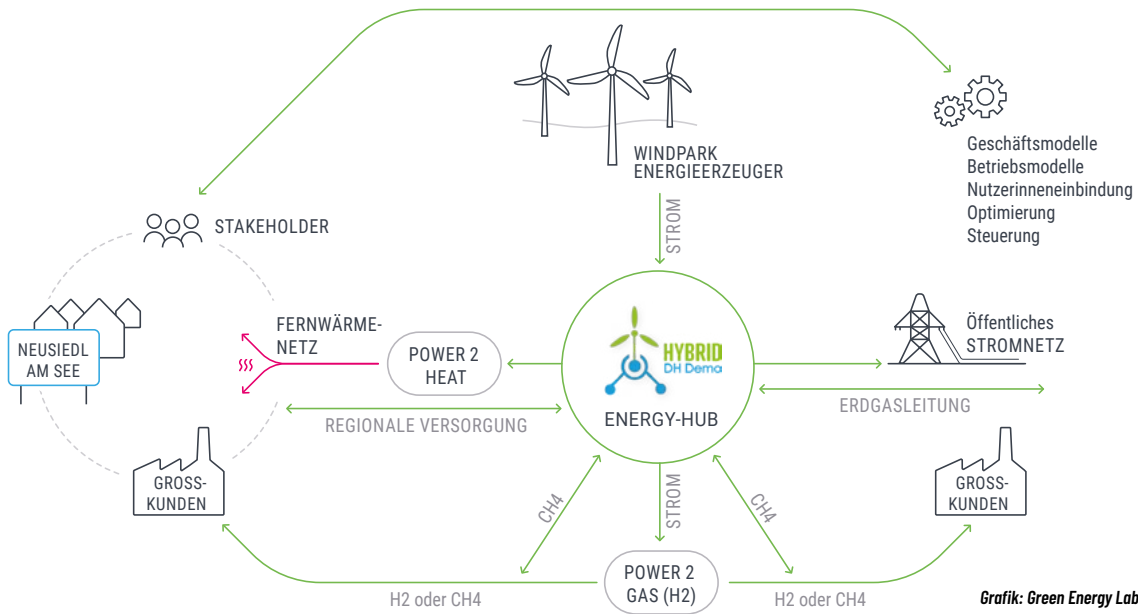 WINDPARK
ENERGIEERZEUGER
Geschäftsmodelle
Betriebsmodelle
Nutzerinneneinbindung
Optimierung
Steuerung
STAKEHOLDER
STROM
NEUSIEDL
AM SEE
FERNWÄRME-
NETZ
POWER 2
HEAT
HYBRID
DH Demo
ENERGY-HUB
Öffentliches
STROMNETZ
REGIONALE VERSORGUNG
ERDGASLEITUNG
GROSS-
KUNDEN
CH4
STROM
CH4
GROSS-
KUNDEN
POWER 2
GAS (H2)
H2 oder CH4
H2 oder CH4
Grafik: Green Energy Lab